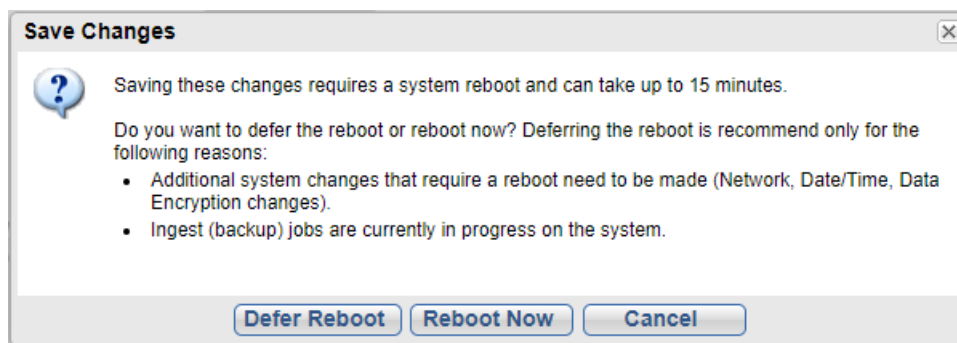 Save Changes
Saving these changes requires a system reboot and can take up to 15 minutes.
Do you want to defer the reboot or reboot now? Deferring the reboot is recommend only for the
following reasons:
• Additional system changes that require a reboot need to be made (Network, Date/Time, Data
Encryption changes).
• Ingest (backup) jobs are currently in progress on the system.
Defer Reboot Reboot Now Cancel